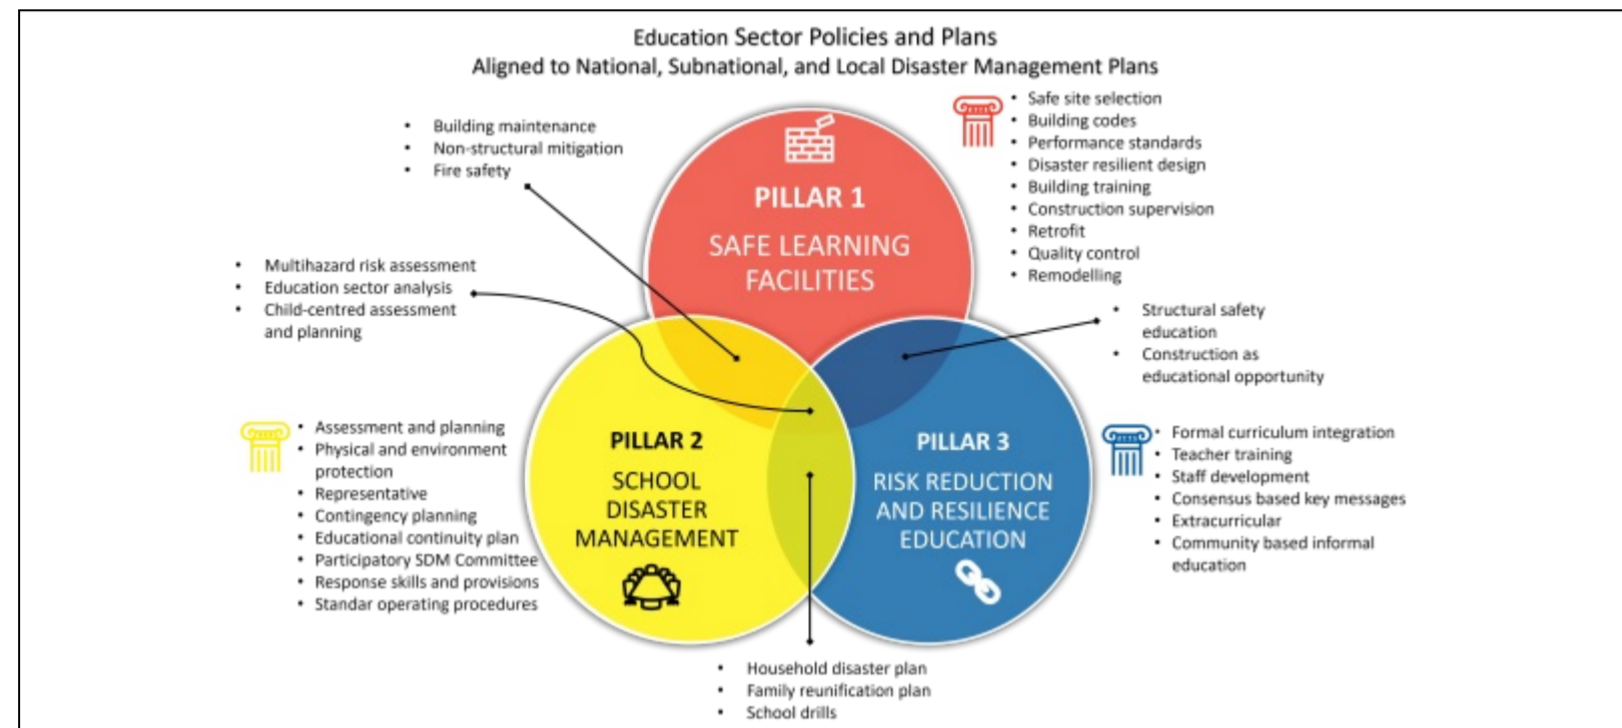 Education Sector Policies and Plans
Aligned to National, Subnational, and Local Disaster Management Plans
• Building maintenance
• Non-structural mitigation
• Fire safety
• Safe site selection
• Building codes
• Performance standards
• Disaster resilient design
• Building training
• Construction supervision
• Retrofit
• Quality control
• Remodelling
PILLAR 1
SAFE LEARNING
FACILITIES
• Multihazard risk assessment
• Education sector analysis
• Child-centred assessment
and planning
• Structural safety
education
• Construction as
educational opportunity
• Assessment and planning
• Physical and environment
protection
• Representative
• Contingency planning
• Educational continuity plan
• Participatory SDM Committee
• Response skills and provisions
• Standar operating procedures
PILLAR 2
SCHOOL
DISASTER
MANAGEMENT
PILLAR 3
RISK REDUCTION
AND RESILIENCE
EDUCATION
• Formal curriculum integration
• Teacher training
• Staff development
• Consensus based key messages
• Extracurricular
• Community based informal
education
• Household disaster plan
• Family reunification plan
• School drills